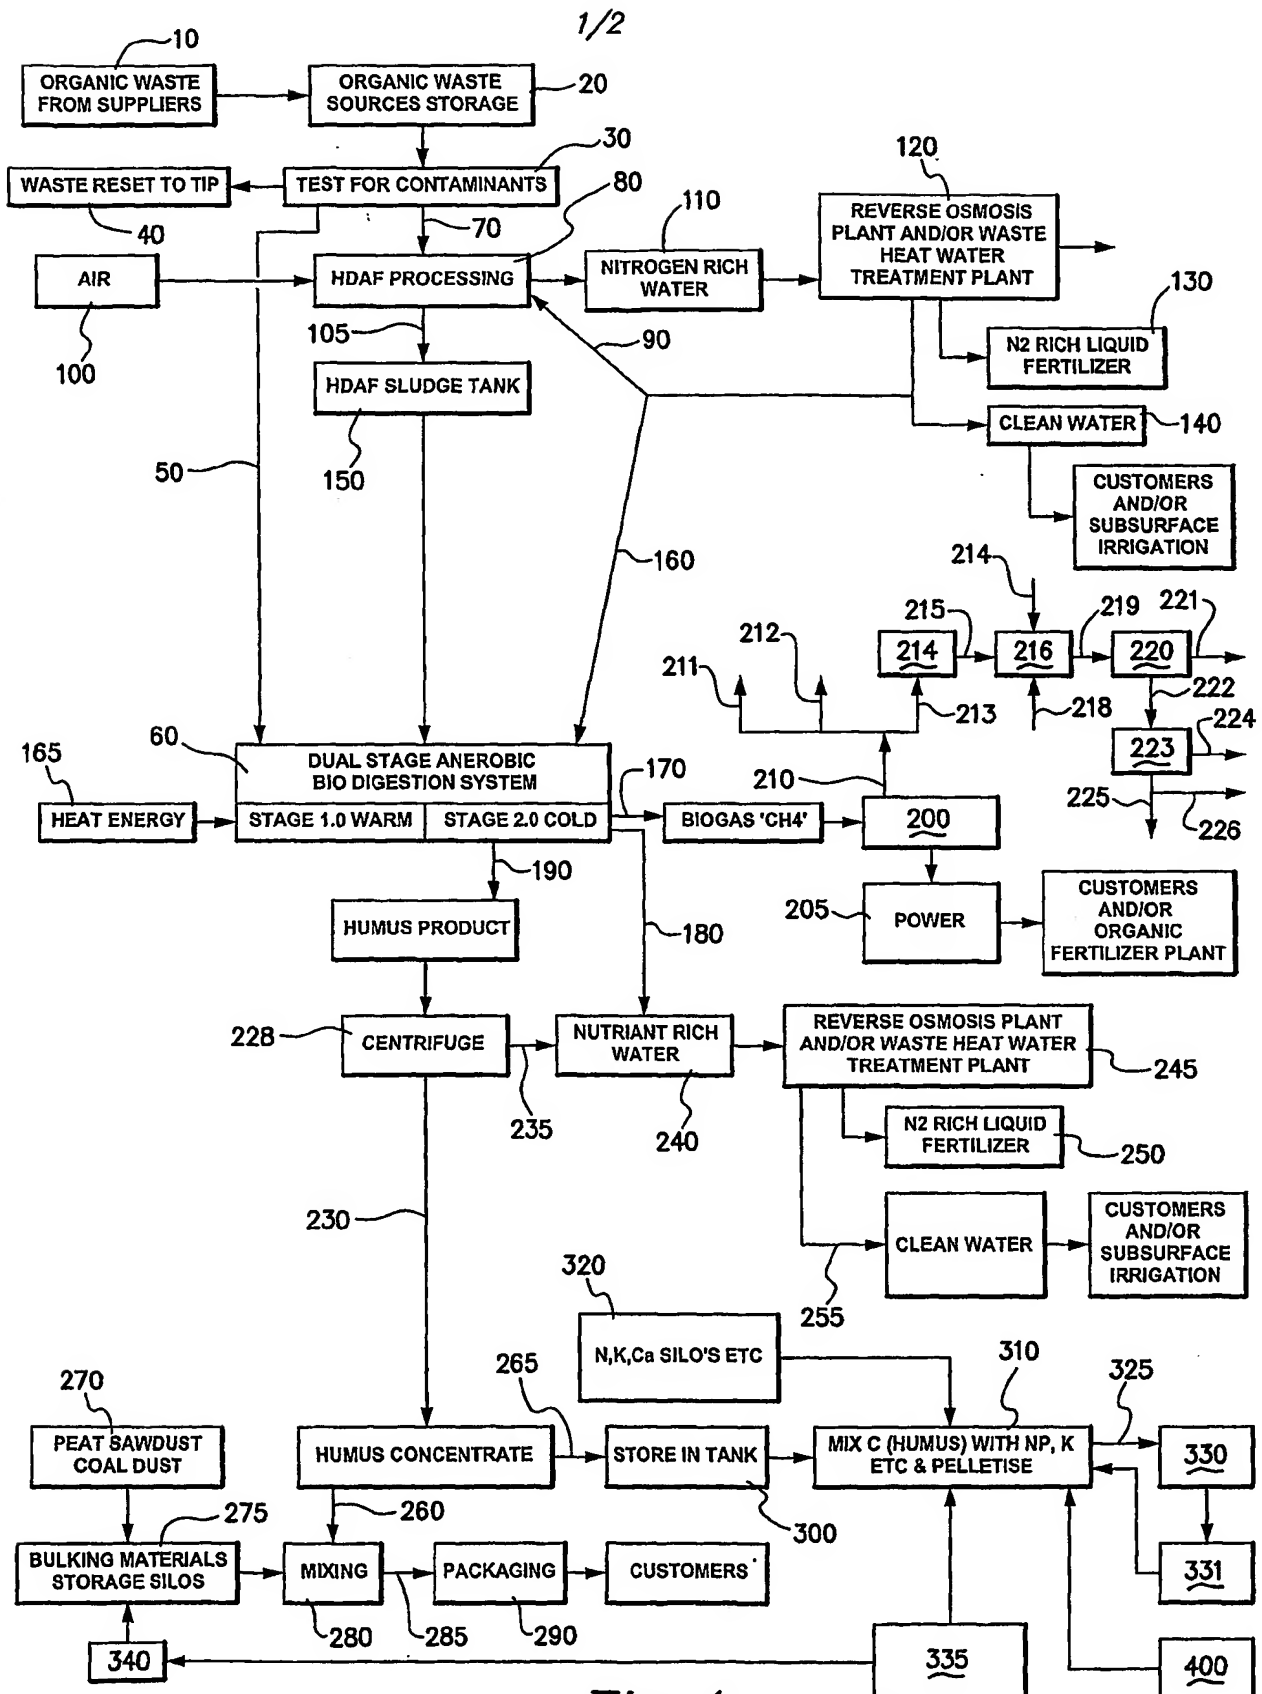 1/2
10
ORGANIC WASTE
FROM SUPPLIERS
ORGANIC WASTE
SOURCES STORAGE
20
30
WASTE RESET TO TIP
TEST FOR CONTAMINANTS
40
70
80
110
120
REVERSE OSMOSIS
PLANT AND/OR WASTE
HEAT WATER
TREATMENT PLANT
AIR
100
HDAF PROCESSING
NITROGEN RICH
WATER
130
N2 RICH LIQUID
FERTILIZER
105
90
HDAF SLUDGE TANK
150
CLEAN WATER
140
50
CUSTOMERS
AND/OR
SUBSURFACE
IRRIGATION
160
214
215
219
221
212
211
214
216
220
213
218
222
224
223
210
225
226
60
165
DUAL STAGE ANEROBIC
BIO DIGESTION SYSTEM
170
HEAT ENERGY
STAGE 1.0 WARM
STAGE 2.0 COLD
BIOGAS 'CH4'
200
190
205
POWER
CUSTOMERS
AND/OR
ORGANIC
FERTILIZER PLANT
HUMUS PRODUCT
180
228
CENTRIFUGE
235
NUTRIANT RICH
WATER
240
REVERSE OSMOSIS PLANT
AND/OR WASTE HEAT WATER
TREATMENT PLANT
245
N2 RICH LIQUID
FERTILIZER
250
230
CLEAN WATER
CUSTOMERS
AND/OR
SUBSURFACE
IRRIGATION
255
320
N,K,Ca SILO'S ETC
270
265
310
325
PEAT SAWDUST
COAL DUST
HUMUS CONCENTRATE
STORE IN TANK
MIX C (HUMUS) WITH NP, K
ETC & PELLETISE
330
275
260
300
BULKING MATERIALS
STORAGE SILOS
MIXING
PACKAGING
CUSTOMERS
331
280
285
290
340
335
400